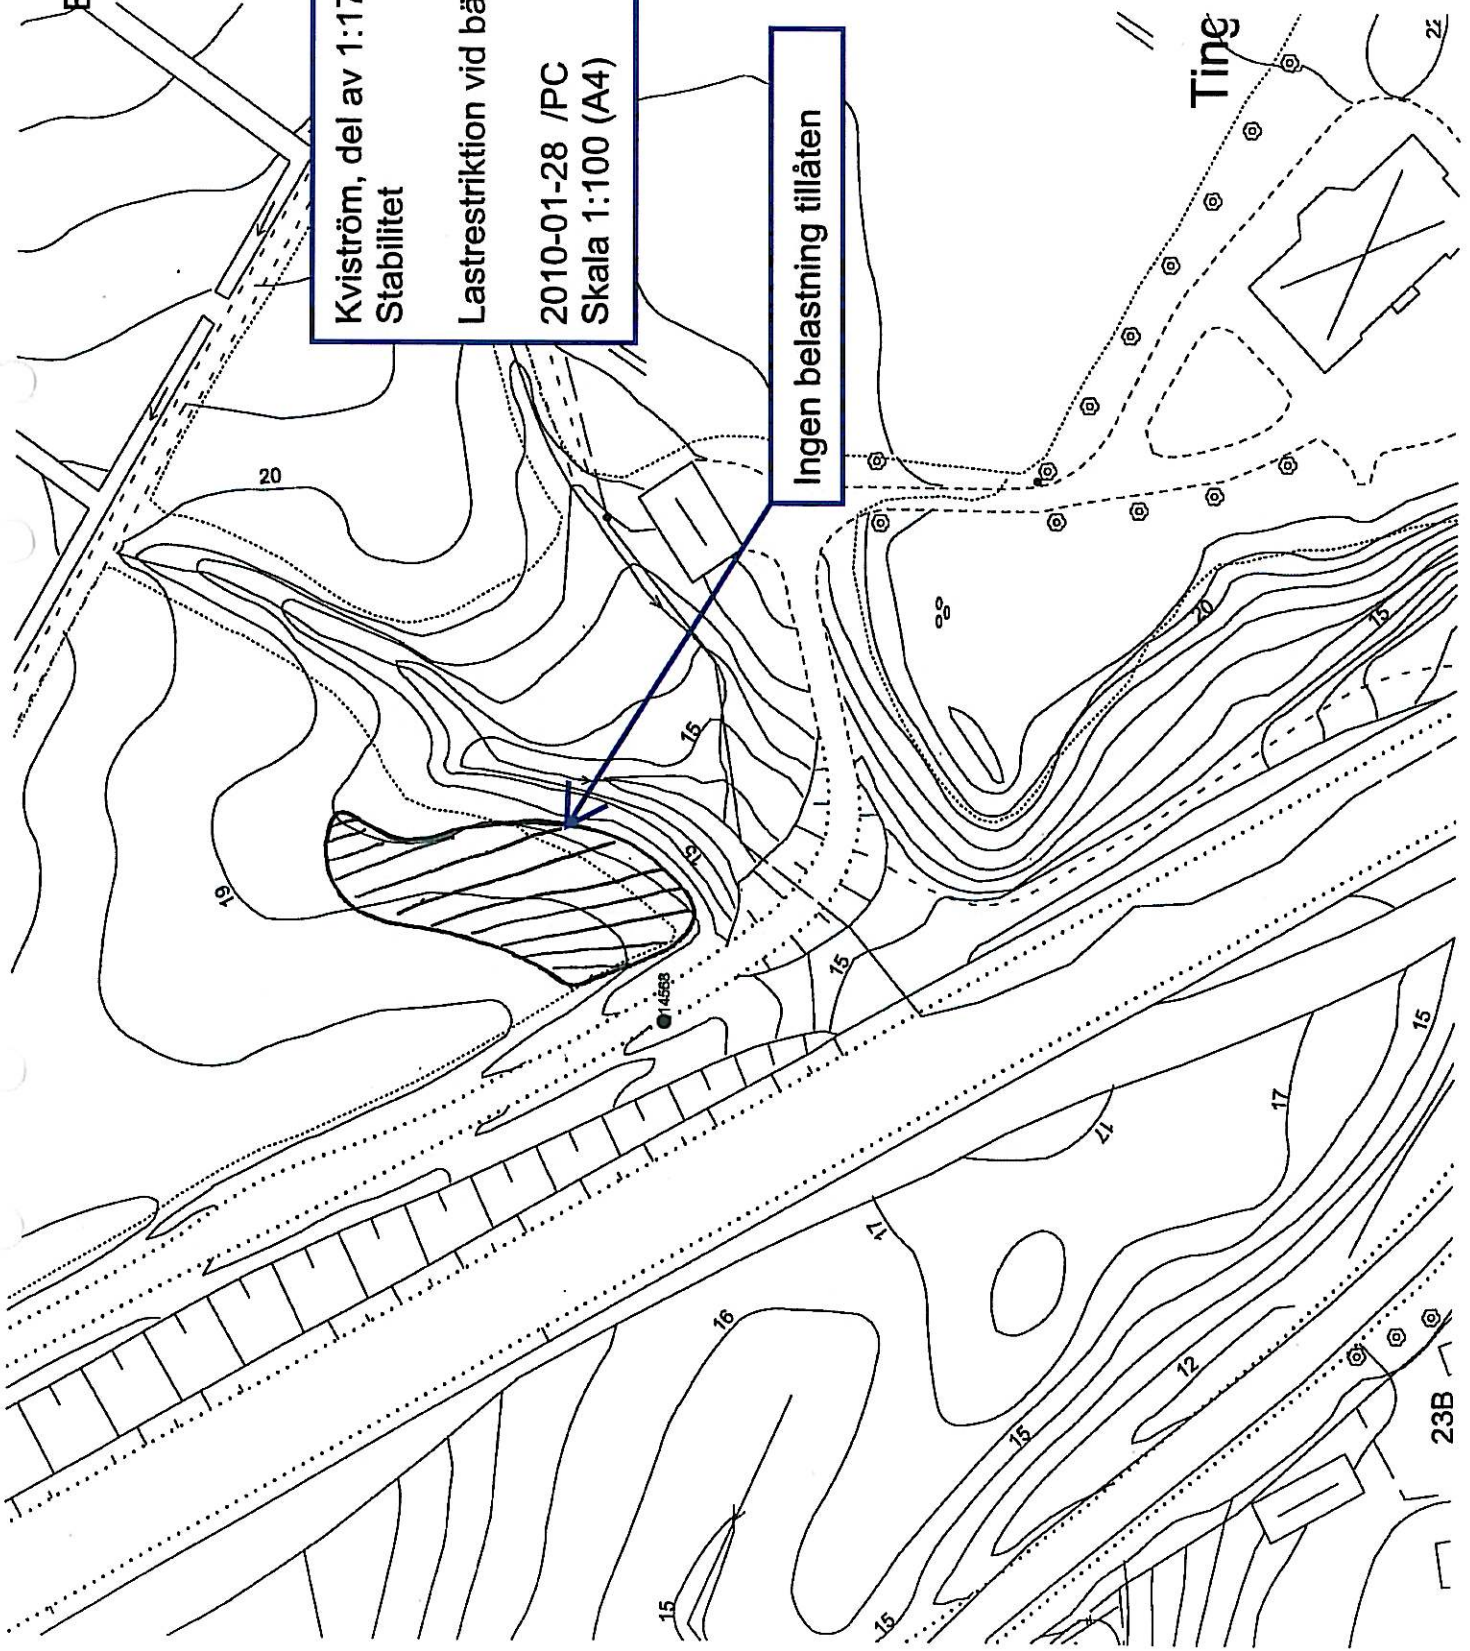 Kviström, del av 1:17
Stabilitet
Lastrestriktion vid bä
2010-01-28 /PC
Skala 1:100 (A4)
Ingen belastning tillåten
Ting
22
20
19
15
15
14568
15
20
15
15
17
17
17
16
12
15
15
15
23B